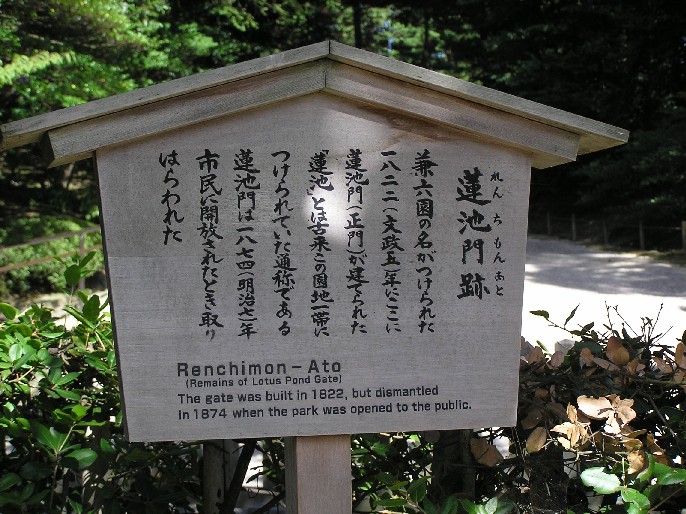 れんちもんあと
蓮池門跡
兼六園の名がつけられた
一八二二(文政五)年にここに
蓮池門(正門)が建てられた
「蓮池」とは古来この園地一帯に
つけられていた通称である
蓮池門は一八七四(明治七)年
市民に開放されたとき取り
はらわれた
Renchimon-Ato
(Remains of Lotus Pond Gate)
The gate was built in 1822, but dismantled
in 1874 when the park was opened to the public.